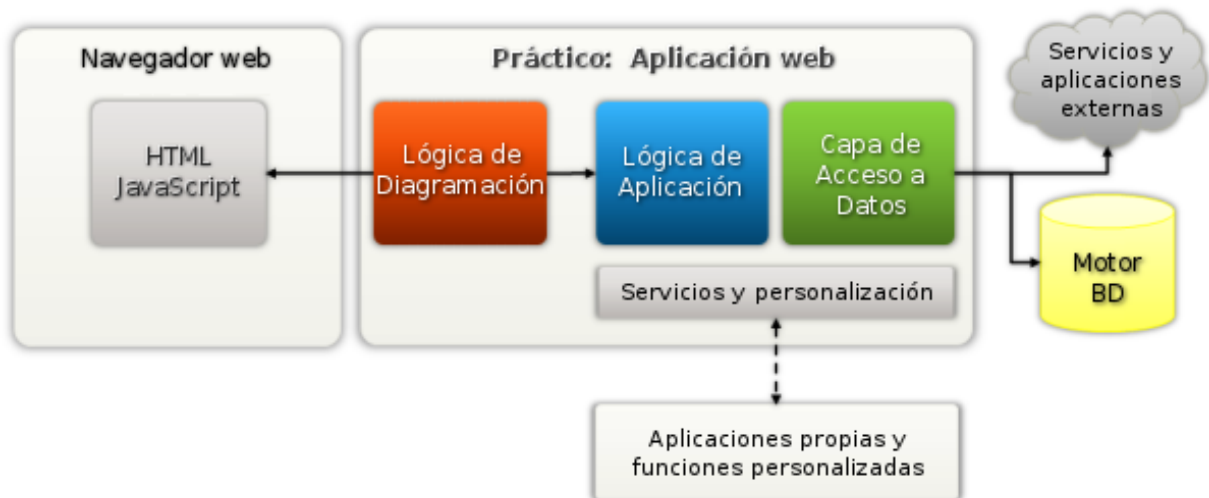 Navegador web
HTML
JavaScript
Práctico: Aplicación web
Lógica de
Diagramación
Lógica de
Aplicación
Capa de
Acceso a
Datos
Servicios y personalización
Servicios y
aplicaciones
externas
Motor
BD
Aplicaciones propias y
funciones personalizadas